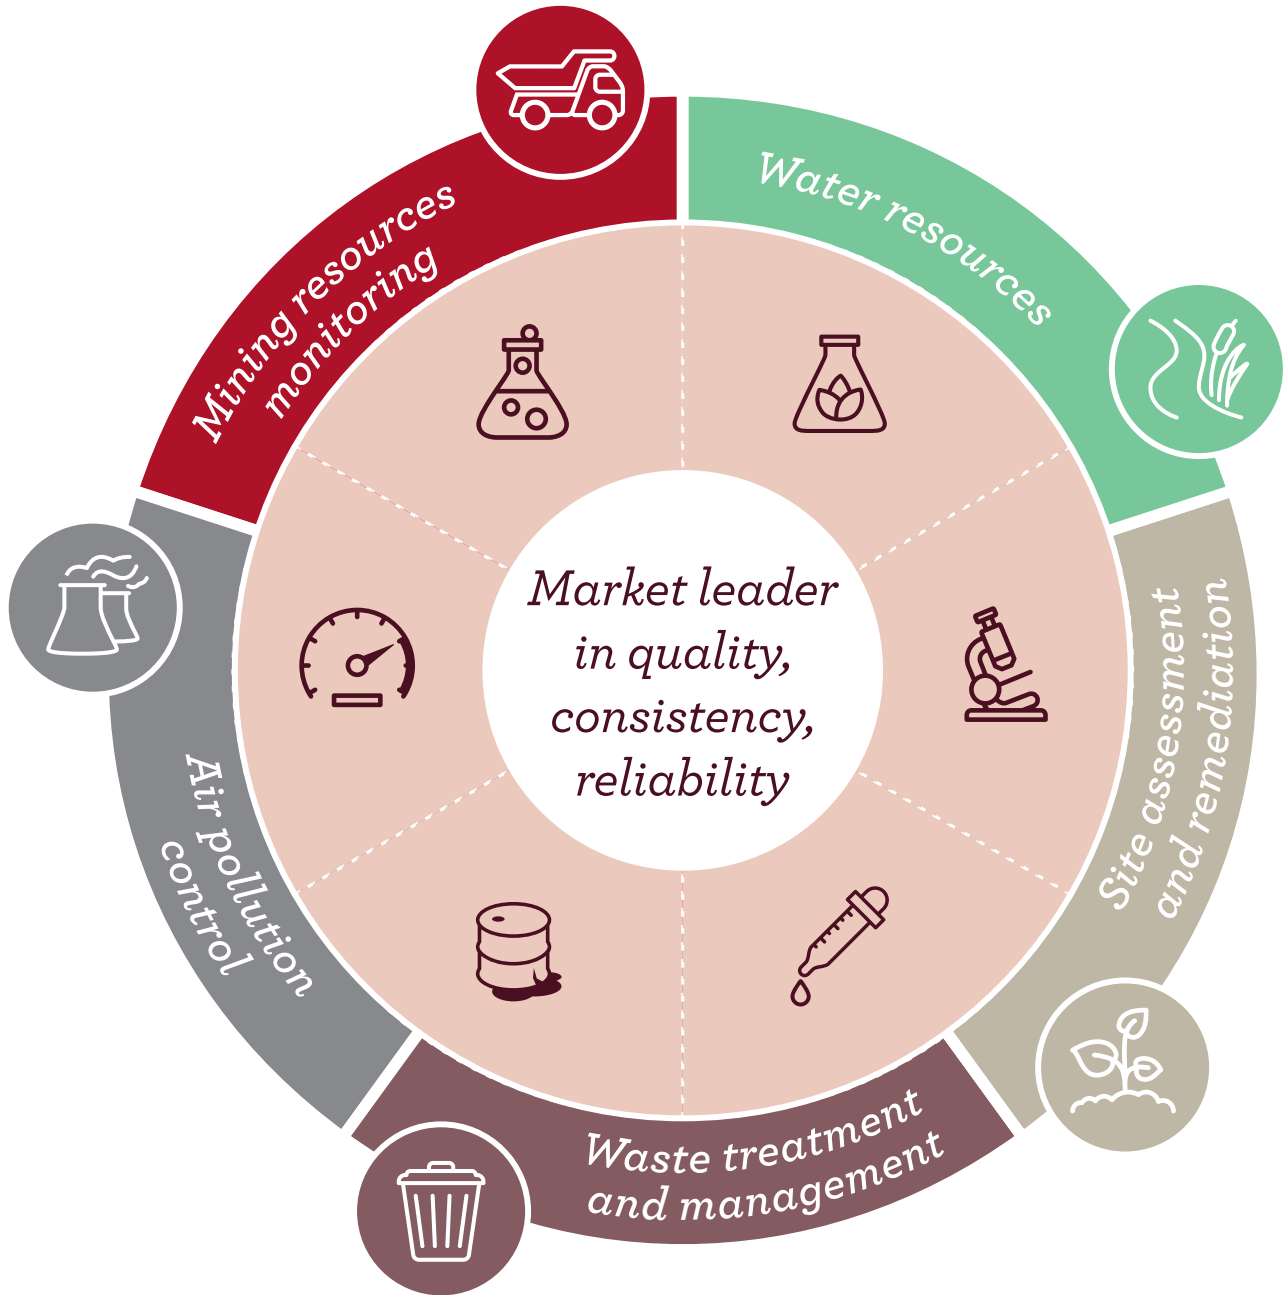 Mining resources
monitoring
Water resources
Site assessment
and remediation
Waste treatment
and management
Air pollution
control
Market leader
in quality,
consistency,
reliability